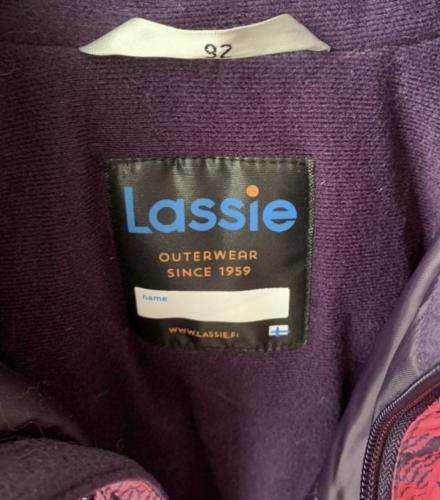 92
Lassie
OUTERWEAR
SINCE 1959
name
WWW.LASSIE.FI